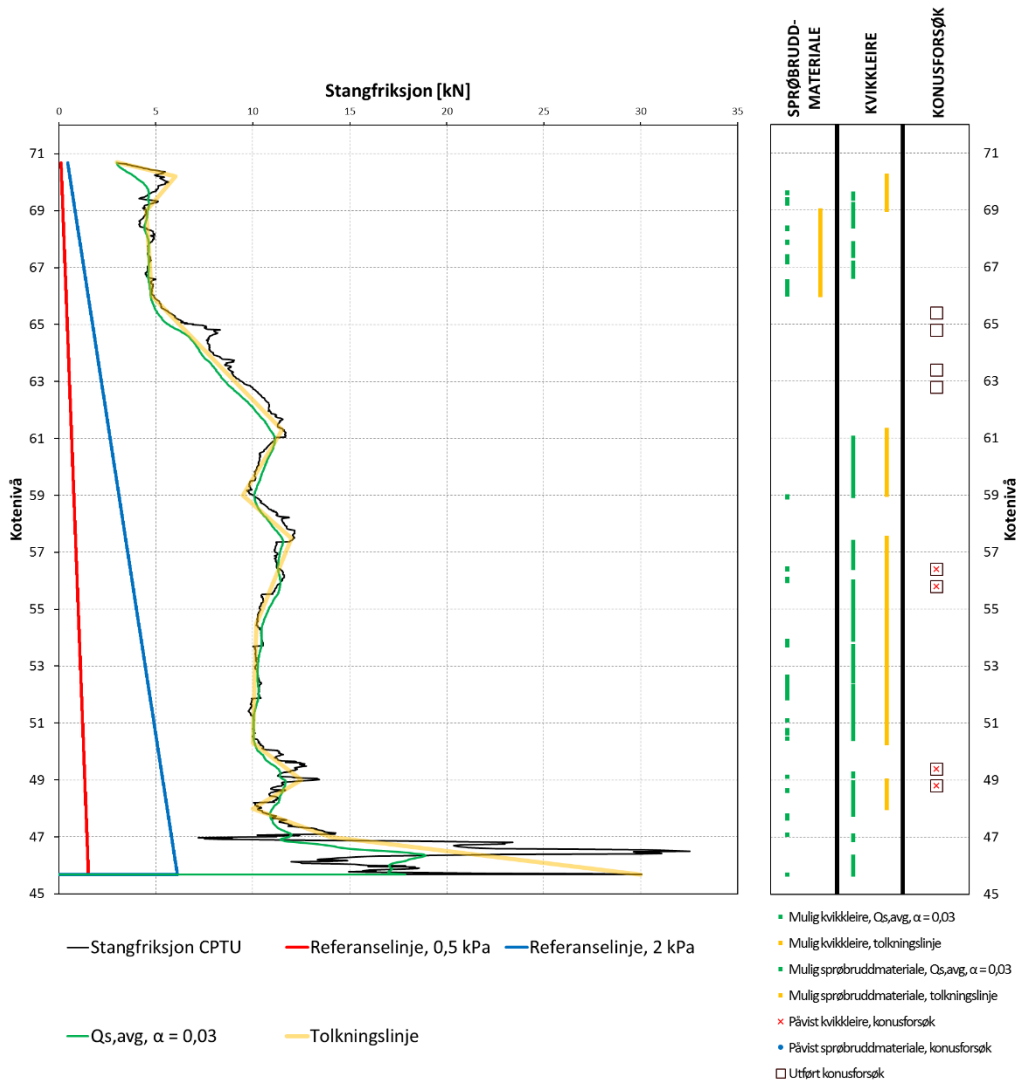 Stangfriksjon [kN]
0 5 10 15 20 25 30 35
SPRØBRUDD-
MATERIALE
KVIKKLEIRE
KONUSFORSØK
Kotenivå
71 69 67 65 63 61 59 57 55 53 51 49 47 45
71 69 67 65 63 61 59 57 55 53 51 49 47 45
Kotenivå
Stangfriksjon CPTU
Referanselinje, 0,5 kPa
Referanselinje, 2 kPa
Qs,avg, α = 0,03
Tolkningslinje
Mulig kvikkleire, Qs,avg, α = 0,03
Mulig kvikkleire, tolkningslinje
Mulig sprøbruddmateriale, Qs,avg, α = 0,03
Mulig sprøbruddmateriale, tolkningslinje
Påvist kvikkleire, konusforsøk
Påvist sprøbruddmateriale, konusforsøk
Utført konusforsøk